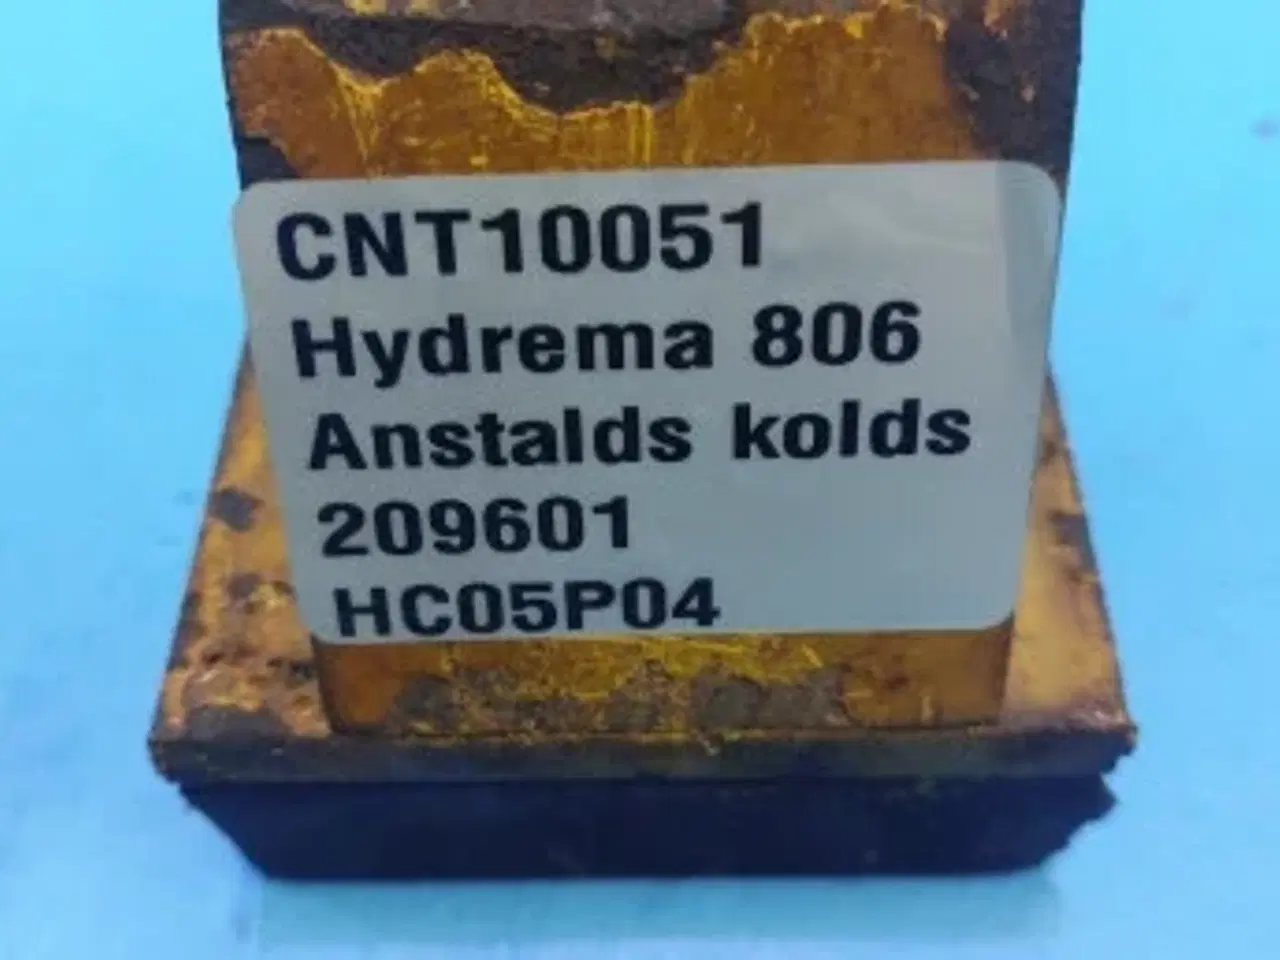 CNT10051
Hydrema 806
Anstalds kolds
209601
HC05P04